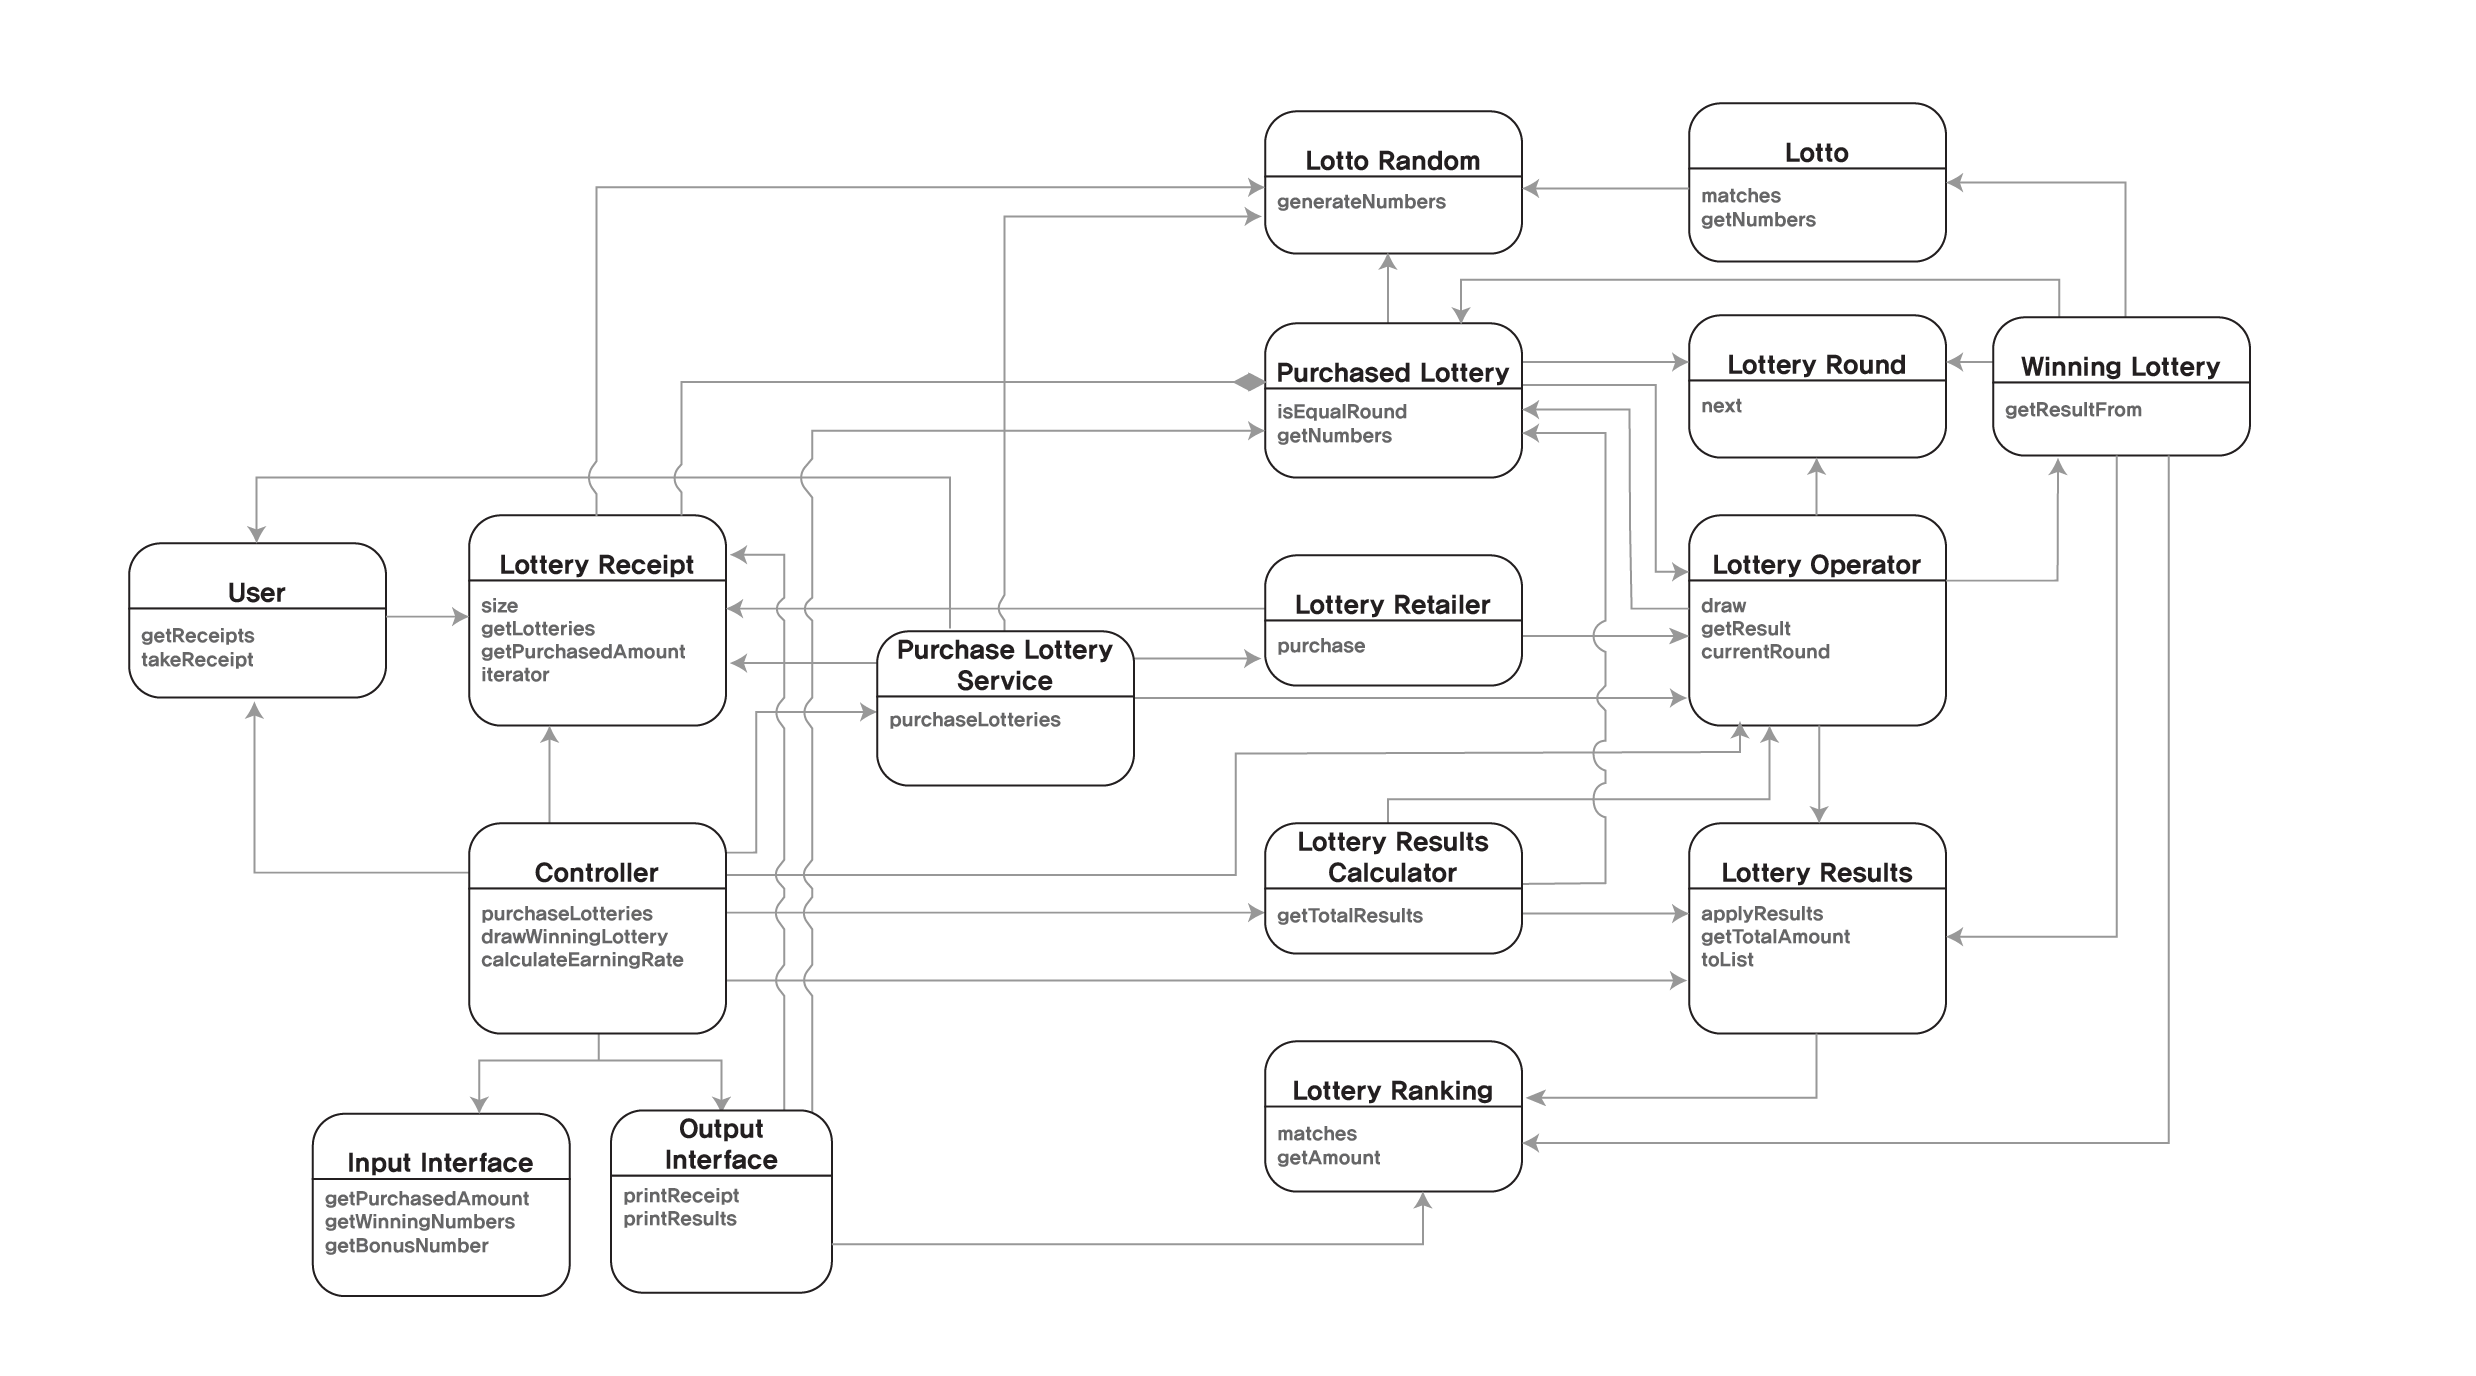 Lotto Random
generateNumbers
Lotto
matches
getNumbers
Purchased Lottery
isEqualRound
getNumbers
Lottery Round
next
Winning Lottery
getResultFrom
User
getReceipts
takeReceipt
Lottery Receipt
size
getLotteries
getPurchasedAmount
iterator
Purchase Lottery
Service
purchaseLotteries
Lottery Retailer
purchase
Lottery Operator
draw
getResult
currentRound
Controller
purchaseLotteries
drawWinningLottery
calculateEarningRate
Lottery Results
Calculator
getTotalResults
Lottery Results
applyResults
getTotalAmount
toList
Input Interface
getPurchasedAmount
getWinningNumbers
getBonusNumber
Output
Interface
printReceipt
printResults
Lottery Ranking
matches
getAmount